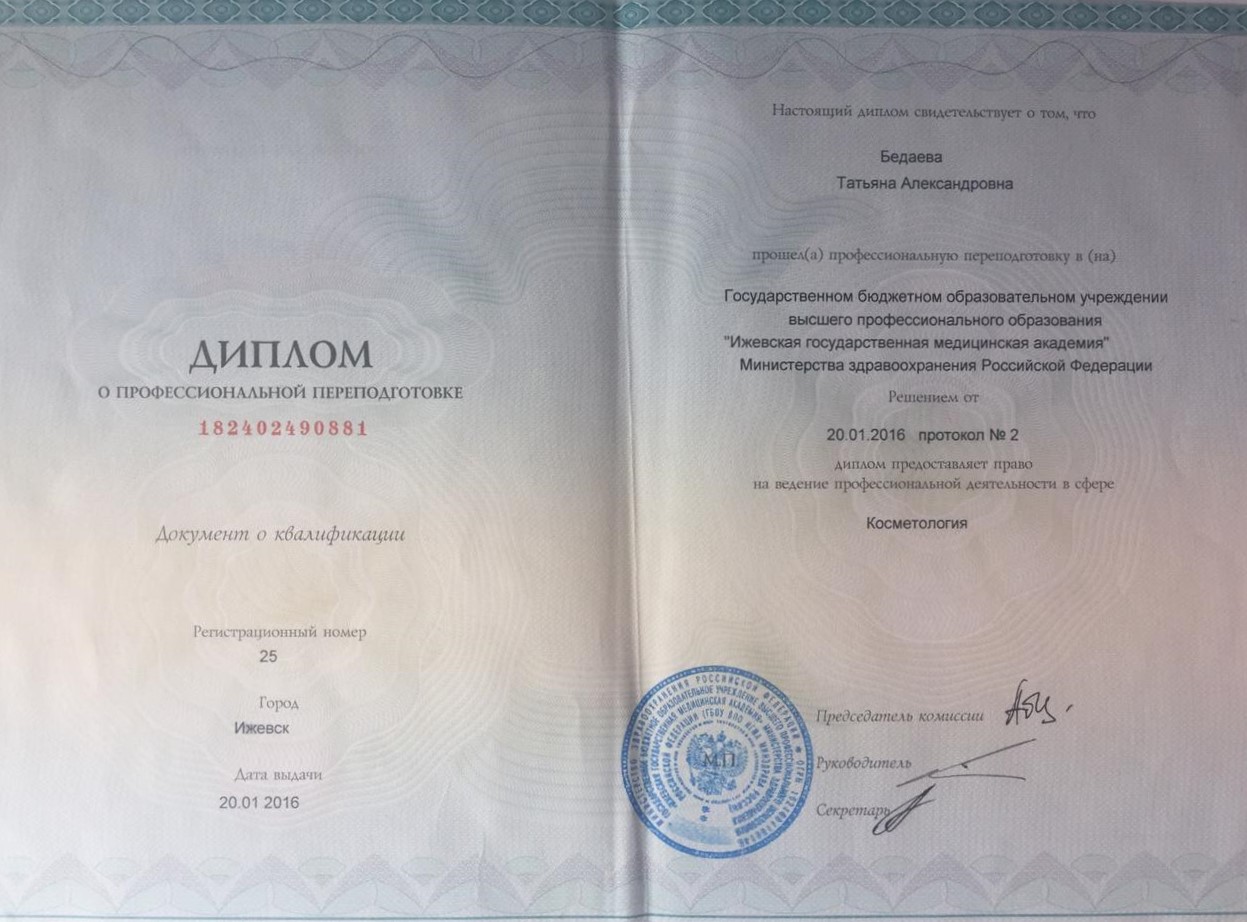 ДИПЛОМ
О ПРОФЕССИОНАЛЬНОЙ ПЕРЕПОДГОТОВКЕ
182402490881
Документ о квалификации
Регистрационный номер
25
Город
Ижевск
Дата выдачи
20.01 2016
Настоящий диплом свидетельствует о том, что
Бедаева
Татьяна Александровна
прошел(а) профессиональную переподготовку в (на)
Государственном бюджетном образовательном учреждении
высшего профессионального образования
"Ижевская государственная медицинская академия"
Министерства здравоохранения Российской Федерации
Решением от
20.01.2016 протокол № 2
диплом предоставляет право
на ведение профессиональной деятельности в сфере
Косметология
Председатель комиссии
Руководитель
Секретарь
МП